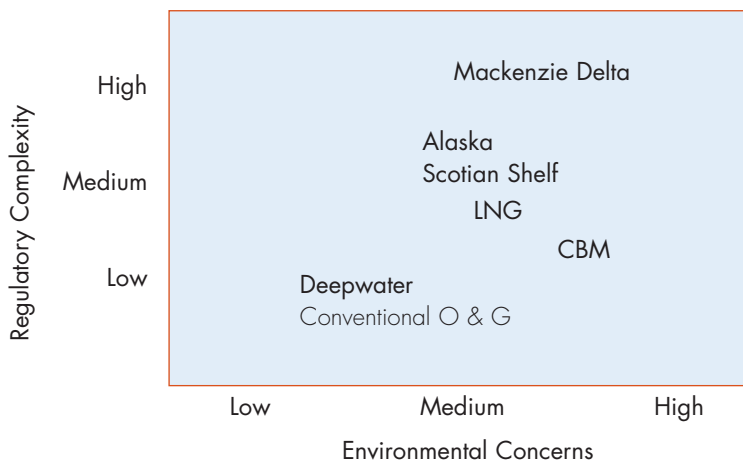 Regulatory Complexity
High
Medium
Low
Mackenzie Delta
Alaska
Scotian Shelf
LNG
CBM
Deepwater
Conventional O & G
Low
Medium
High
Environmental Concerns